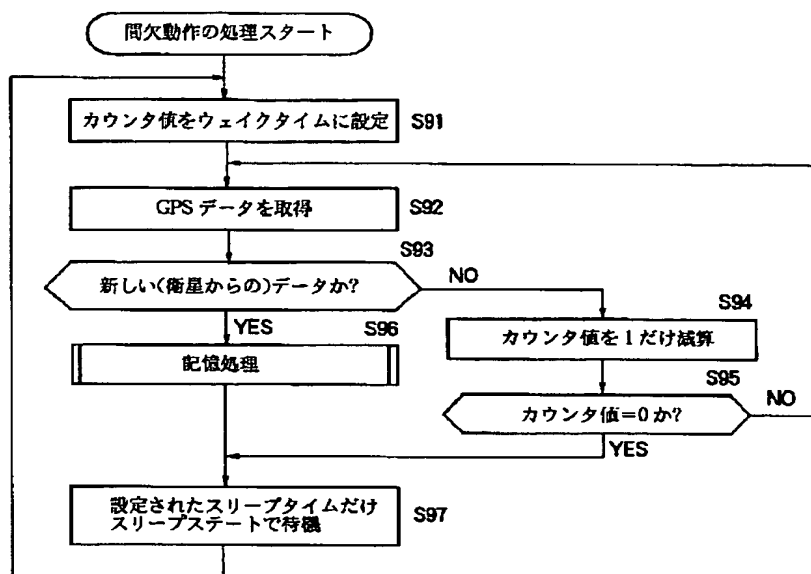 間欠動作の処理スタート
カウンタ値をウェイクタイムに設定
S91
GPS データを取得
S92
S93
新しい(衛星からの)データか?
NO
YES
S96
S94
カウンタ値を1だけ減算
記憶処理
S95
カウンタ値=0か?
NO
YES
設定されたスリープタイムだけ
スリープステートで待機
S97